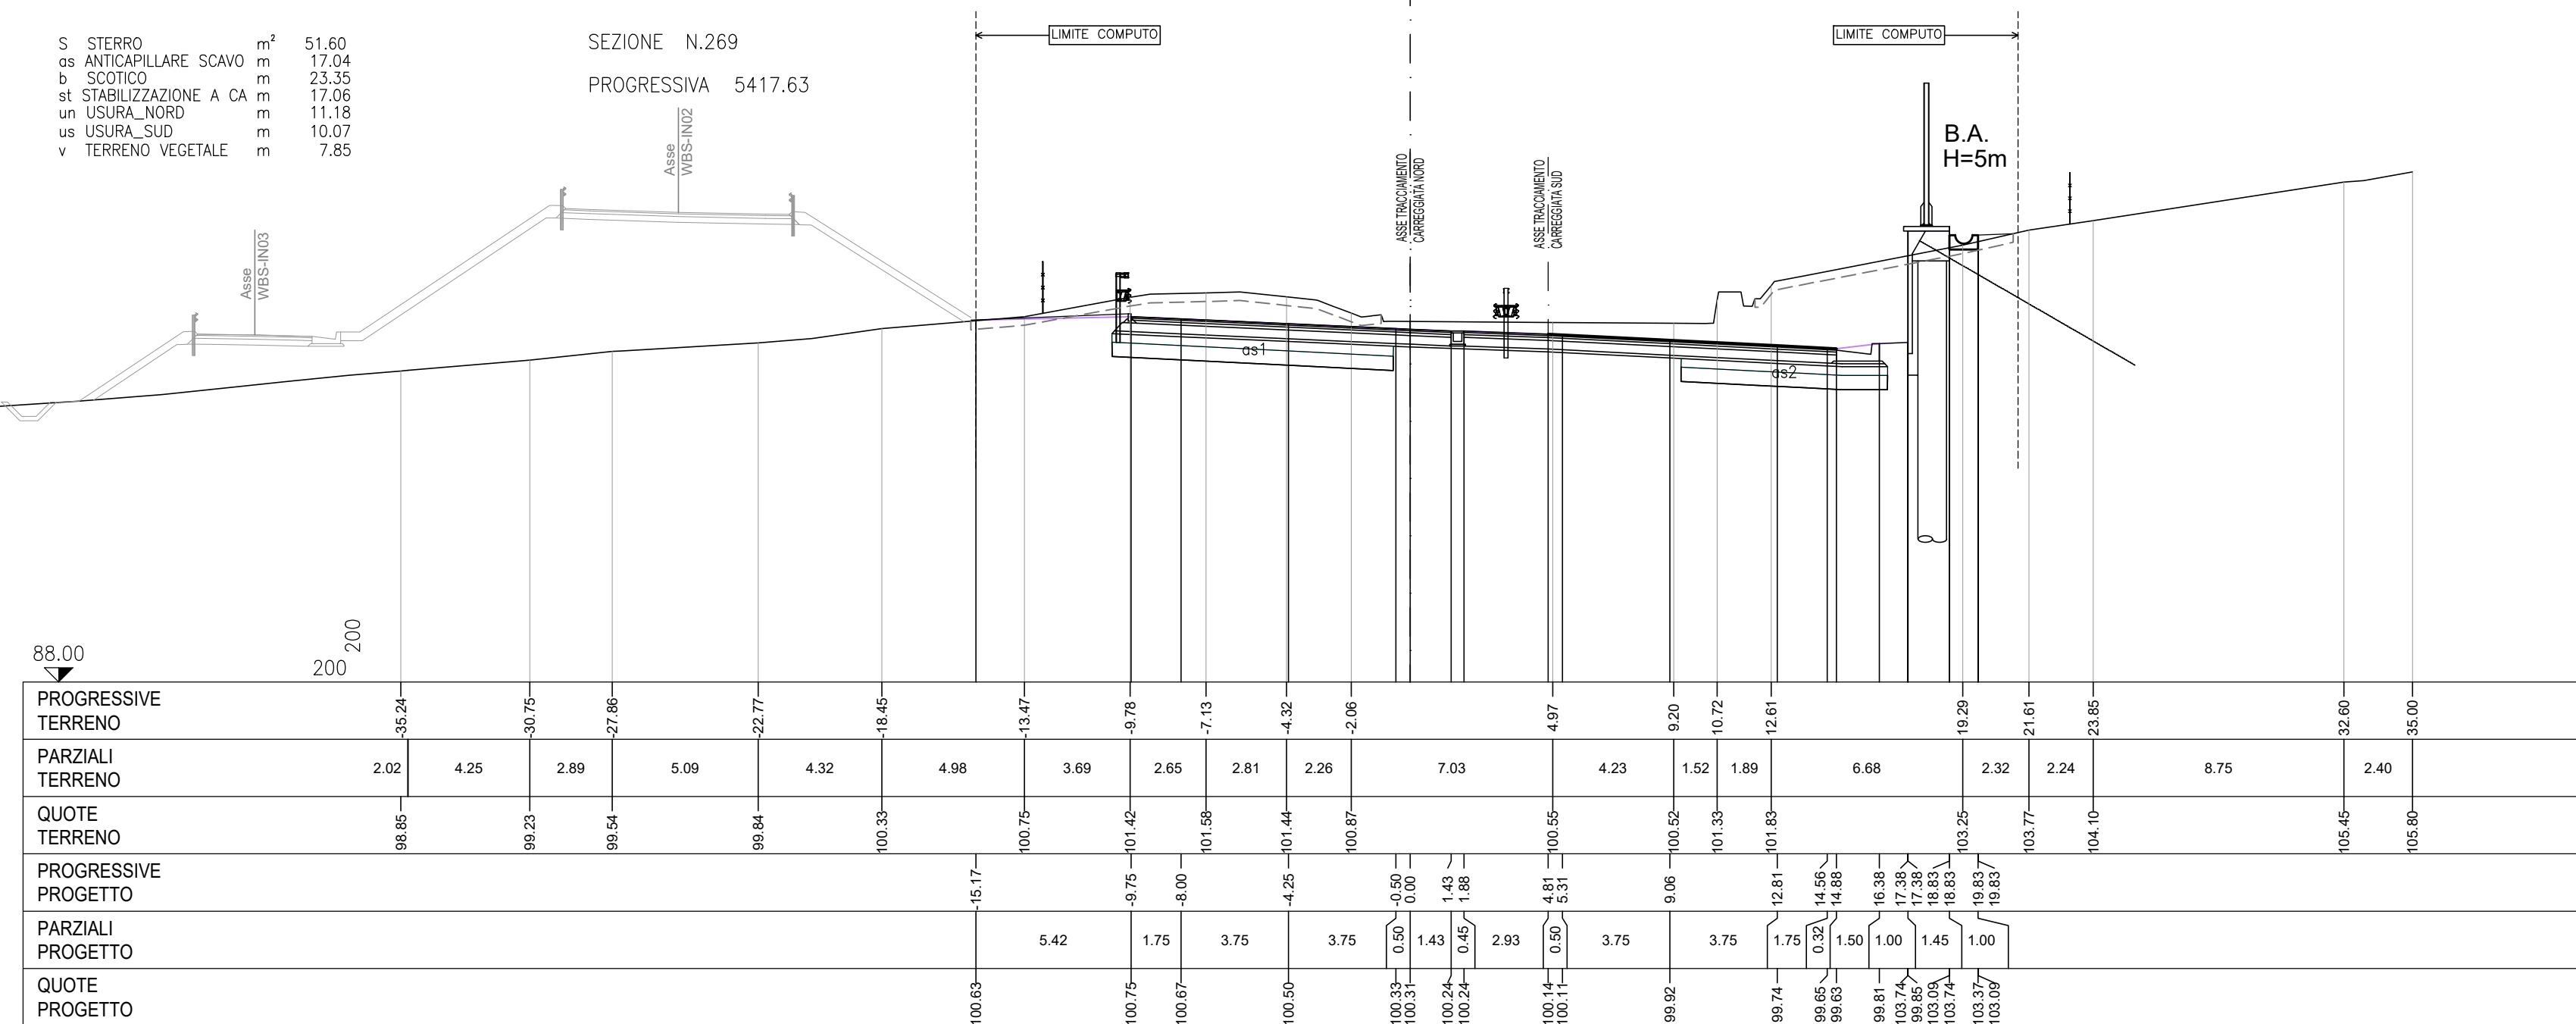 S STERRO m² 51.60
as ANTICAPILLARE SCAVO m 17.04
b SCOTICO m 23.35
st STABILIZZAZIONE A CA m 17.06
un USURA_NORD m 11.18
us USURA_SUD m 10.07
v TERRENO VEGETALE m 7.85
SEZIONE N.269
PROGRESSIVA 5417.63
LIMITE COMPUTO
LIMITE COMPUTO
B.A.
H=5m
Asse
WBS-IN03
Asse
WBS-IN02
ASSE TRACCIAMENTO
CARREGGIATA NORD
ASSE TRACCIAMENTO
CARREGGIATA SUD
as1
as2
88.00
200
200
PROGRESSIVE
TERRENO
-35.24 -30.75 -27.86 -22.77 -18.45 -13.47 -9.78 -7.13 -4.32 -2.06 4.97 9.20 10.72 12.61 19.29 21.61 23.85 32.60 35.00
PARZIALI
TERRENO
2.02 4.25 2.89 5.09 4.32 4.98 3.69 2.65 2.81 2.26 7.03 4.23 1.52 1.89 6.68 2.32 2.24 8.75 2.40
QUOTE
TERRENO
98.85 99.23 99.54 99.84 100.33 100.75 101.42 101.58 101.44 100.87 100.55 100.52 101.33 101.83 103.25 103.77 104.10 105.45 105.80
PROGRESSIVE
PROGETTO
-15.17 -9.75 -8.00 -4.25 -0.50 0.00 1.43 1.88 4.81 5.31 9.06 12.81 14.56 14.88 16.38 17.38 17.38 18.83 18.83 19.83 19.83
PARZIALI
PROGETTO
5.42 1.75 3.75 3.75 0.50 1.43 0.45 2.93 0.50 3.75 3.75 1.75 0.32 1.50 1.00 1.45 1.00
QUOTE
PROGETTO
100.63 100.75 100.67 100.50 100.33 100.31 100.24 100.24 100.14 100.11 99.92 99.74 99.65 99.63 99.81 103.74 99.85 103.09 103.74 103.37 103.09